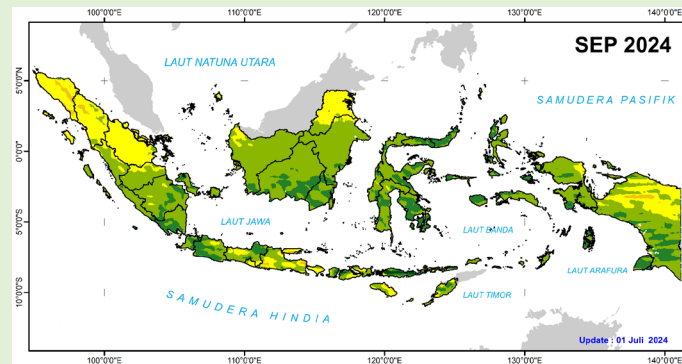 100°0'0"E 110°0'0"E 120°0'0"E 130°0'0"E 140°0'0"E
SEP 2024
LAUT NATUNA UTARA
SAMUDERA PASIFIK
5°0'0"N
0°0'0"
5°0'0"S
10°0'0"S
LAUT JAWA
LAUT BANDA
LAUT ARAFURA
LAUT TIMOR
SAMUDERA HINDIA
Update : 01 Juli 2024
100°0'0"E 110°0'0"E 120°0'0"E 130°0'0"E 140°0'0"E